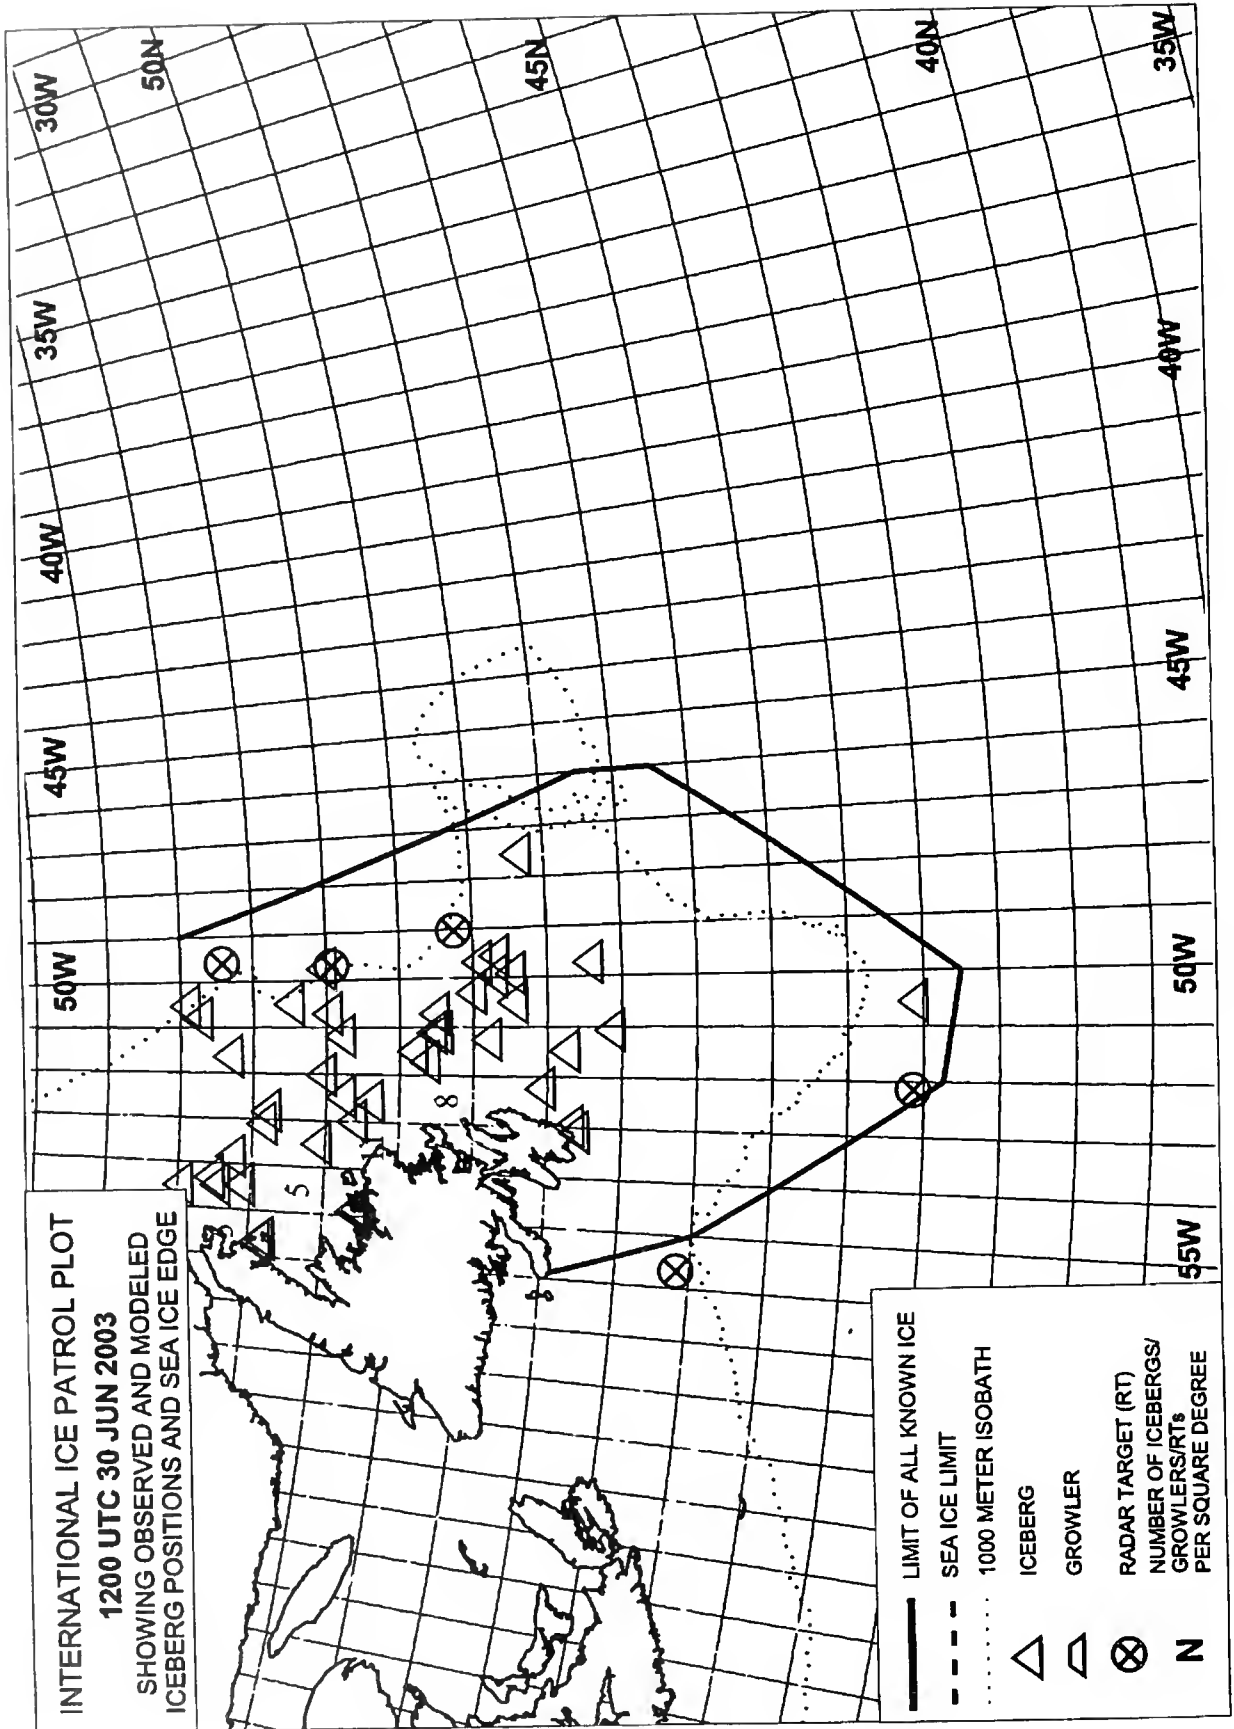 INTERNATIONAL ICE PATROL PLOT
1200 UTC 30 JUN 2003
SHOWING OBSERVED AND MODELED
ICEBERG POSITIONS AND SEA ICE EDGE
50W
45W
40W
35W
30W
50N
45N
40N
35W
40W
45W
50W
55W
5
8
LIMIT OF ALL KNOWN ICE
SEA ICE LIMIT
1000 METER ISOBATH
ICEBERG
GROWLER
RADAR TARGET (RT)
N NUMBER OF ICEBERGS/
GROWLERS/RTs
PER SQUARE DEGREE